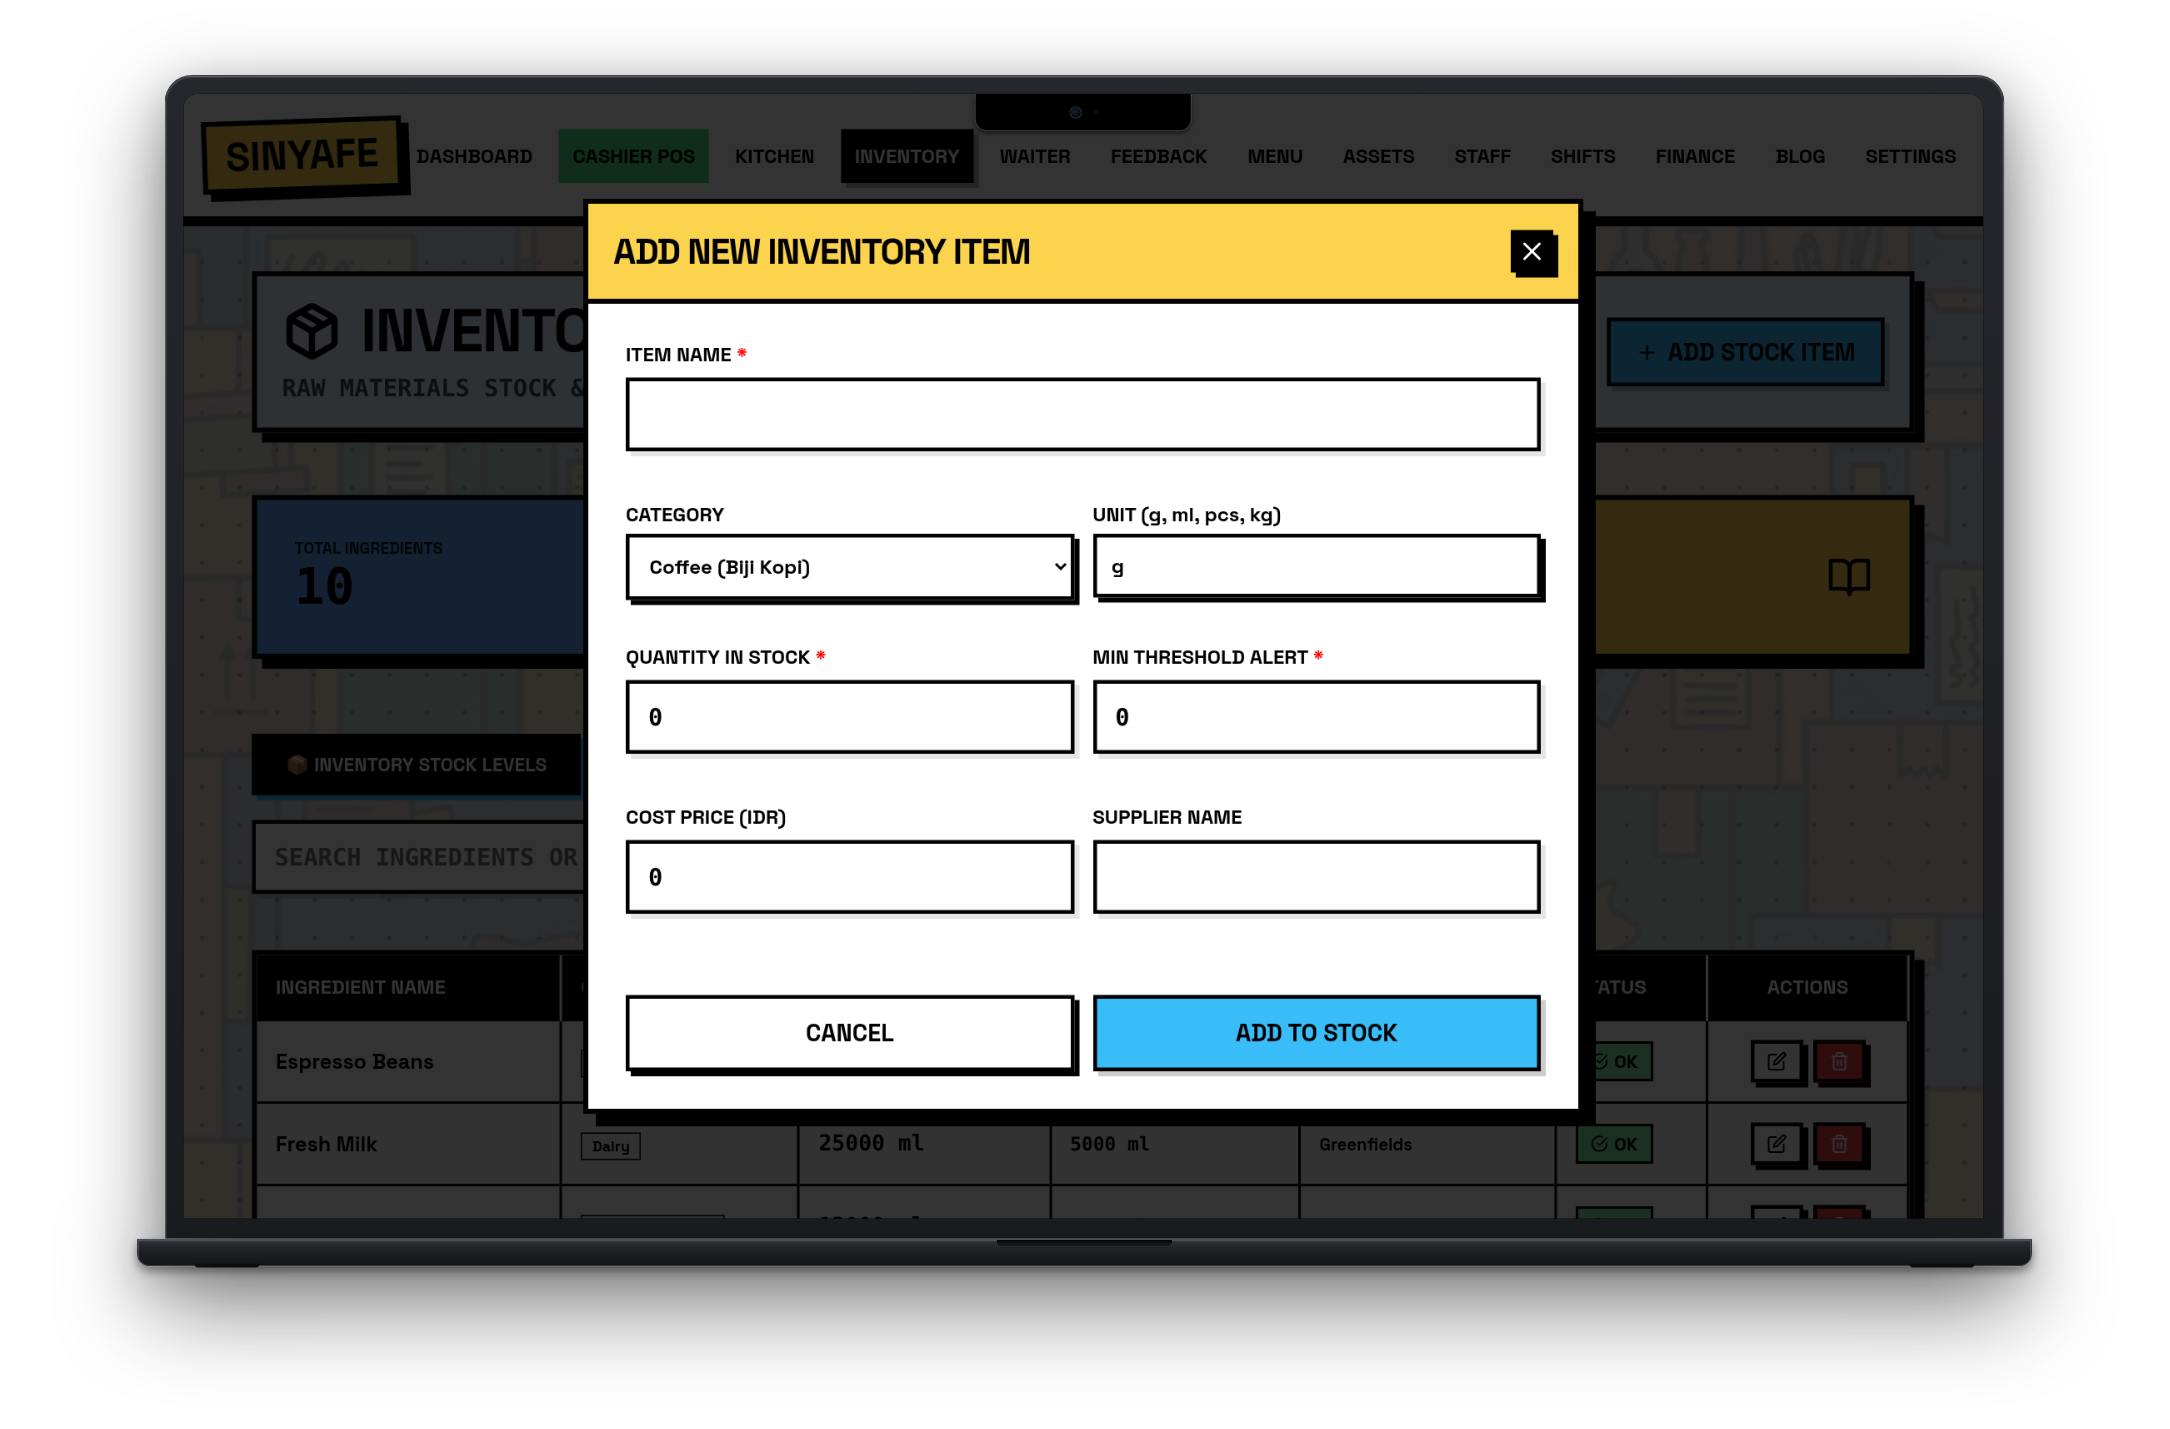 SINYAFE
DASHBOARD
CASHIER POS
KITCHEN
INVENTORY
WAITER
FEEDBACK
MENU
ASSETS
STAFF
SHIFTS
FINANCE
BLOG
SETTINGS
INVENTO
RAW MATERIALS STOCK &
+ ADD STOCK ITEM
TOTAL INGREDIENTS
10
INVENTORY STOCK LEVELS
SEARCH INGREDIENTS OR
ADD NEW INVENTORY ITEM
ITEM NAME *
CATEGORY
Coffee (Biji Kopi)
UNIT (g, ml, pcs, kg)
g
QUANTITY IN STOCK *
0
MIN THRESHOLD ALERT *
0
COST PRICE (IDR)
0
SUPPLIER NAME
CANCEL
ADD TO STOCK
INGREDIENT NAME
ATUS
ACTIONS
Espresso Beans
OK
Fresh Milk
Dairy
25000 ml
5000 ml
Greenfields
OK